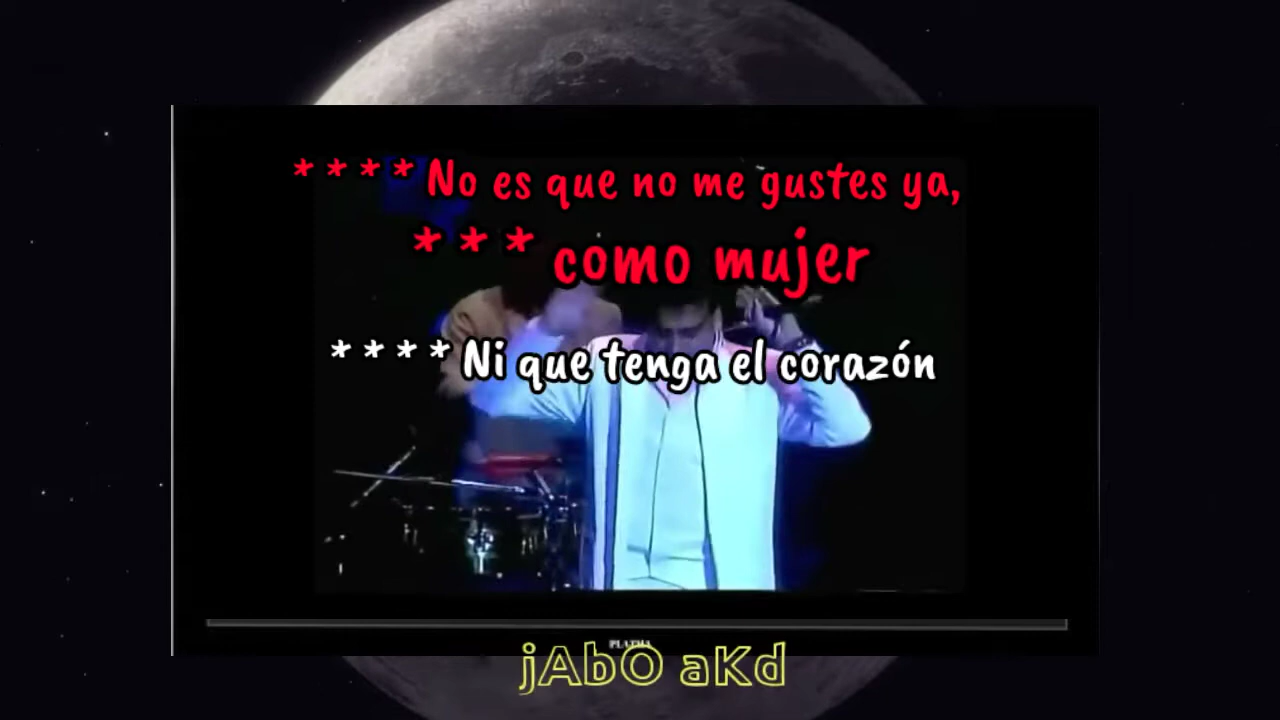 * * * * No es que no me gustes ya,
* * * como mujer
* * * * Ni que tenga el corazón
jAbO aKd